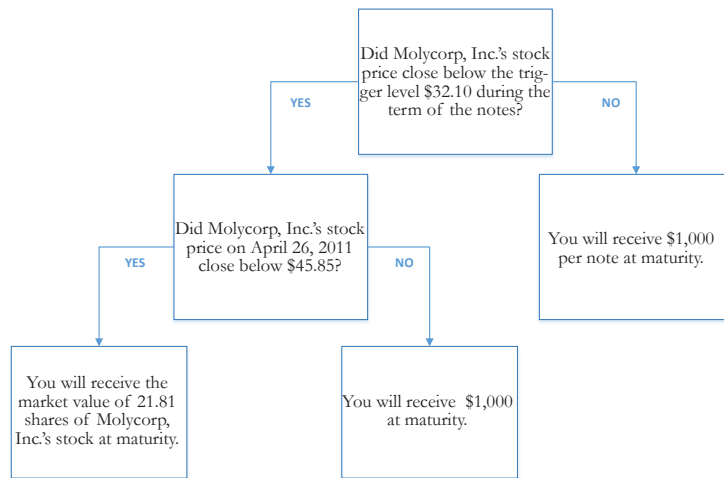 Did Molycorp, Inc.'s stock
price close below the trig-
ger level $32.10 during the
term of the notes?
YES
NO
Did Molycorp, Inc.'s stock
price on April 26, 2011
close below $45.85?
You will receive $1,000
per note at maturity.
YES
NO
You will receive the
market value of 21.81
shares of Molycorp,
Inc.'s stock at maturity.
You will receive $1,000
at maturity.